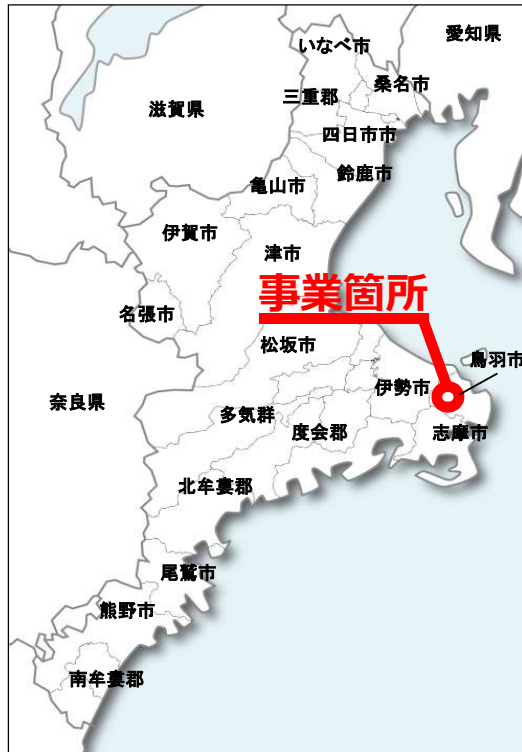 愛知県
いなべ市
桑名市
三重郡
滋賀県
四日市市
鈴鹿市
亀山市
伊賀市
津市
事業箇所
名張市
松坂市
鳥羽市
伊勢市
奈良県
多気群
度会郡
志摩市
北牟婁郡
尾鷲市
熊野市
南牟婁郡